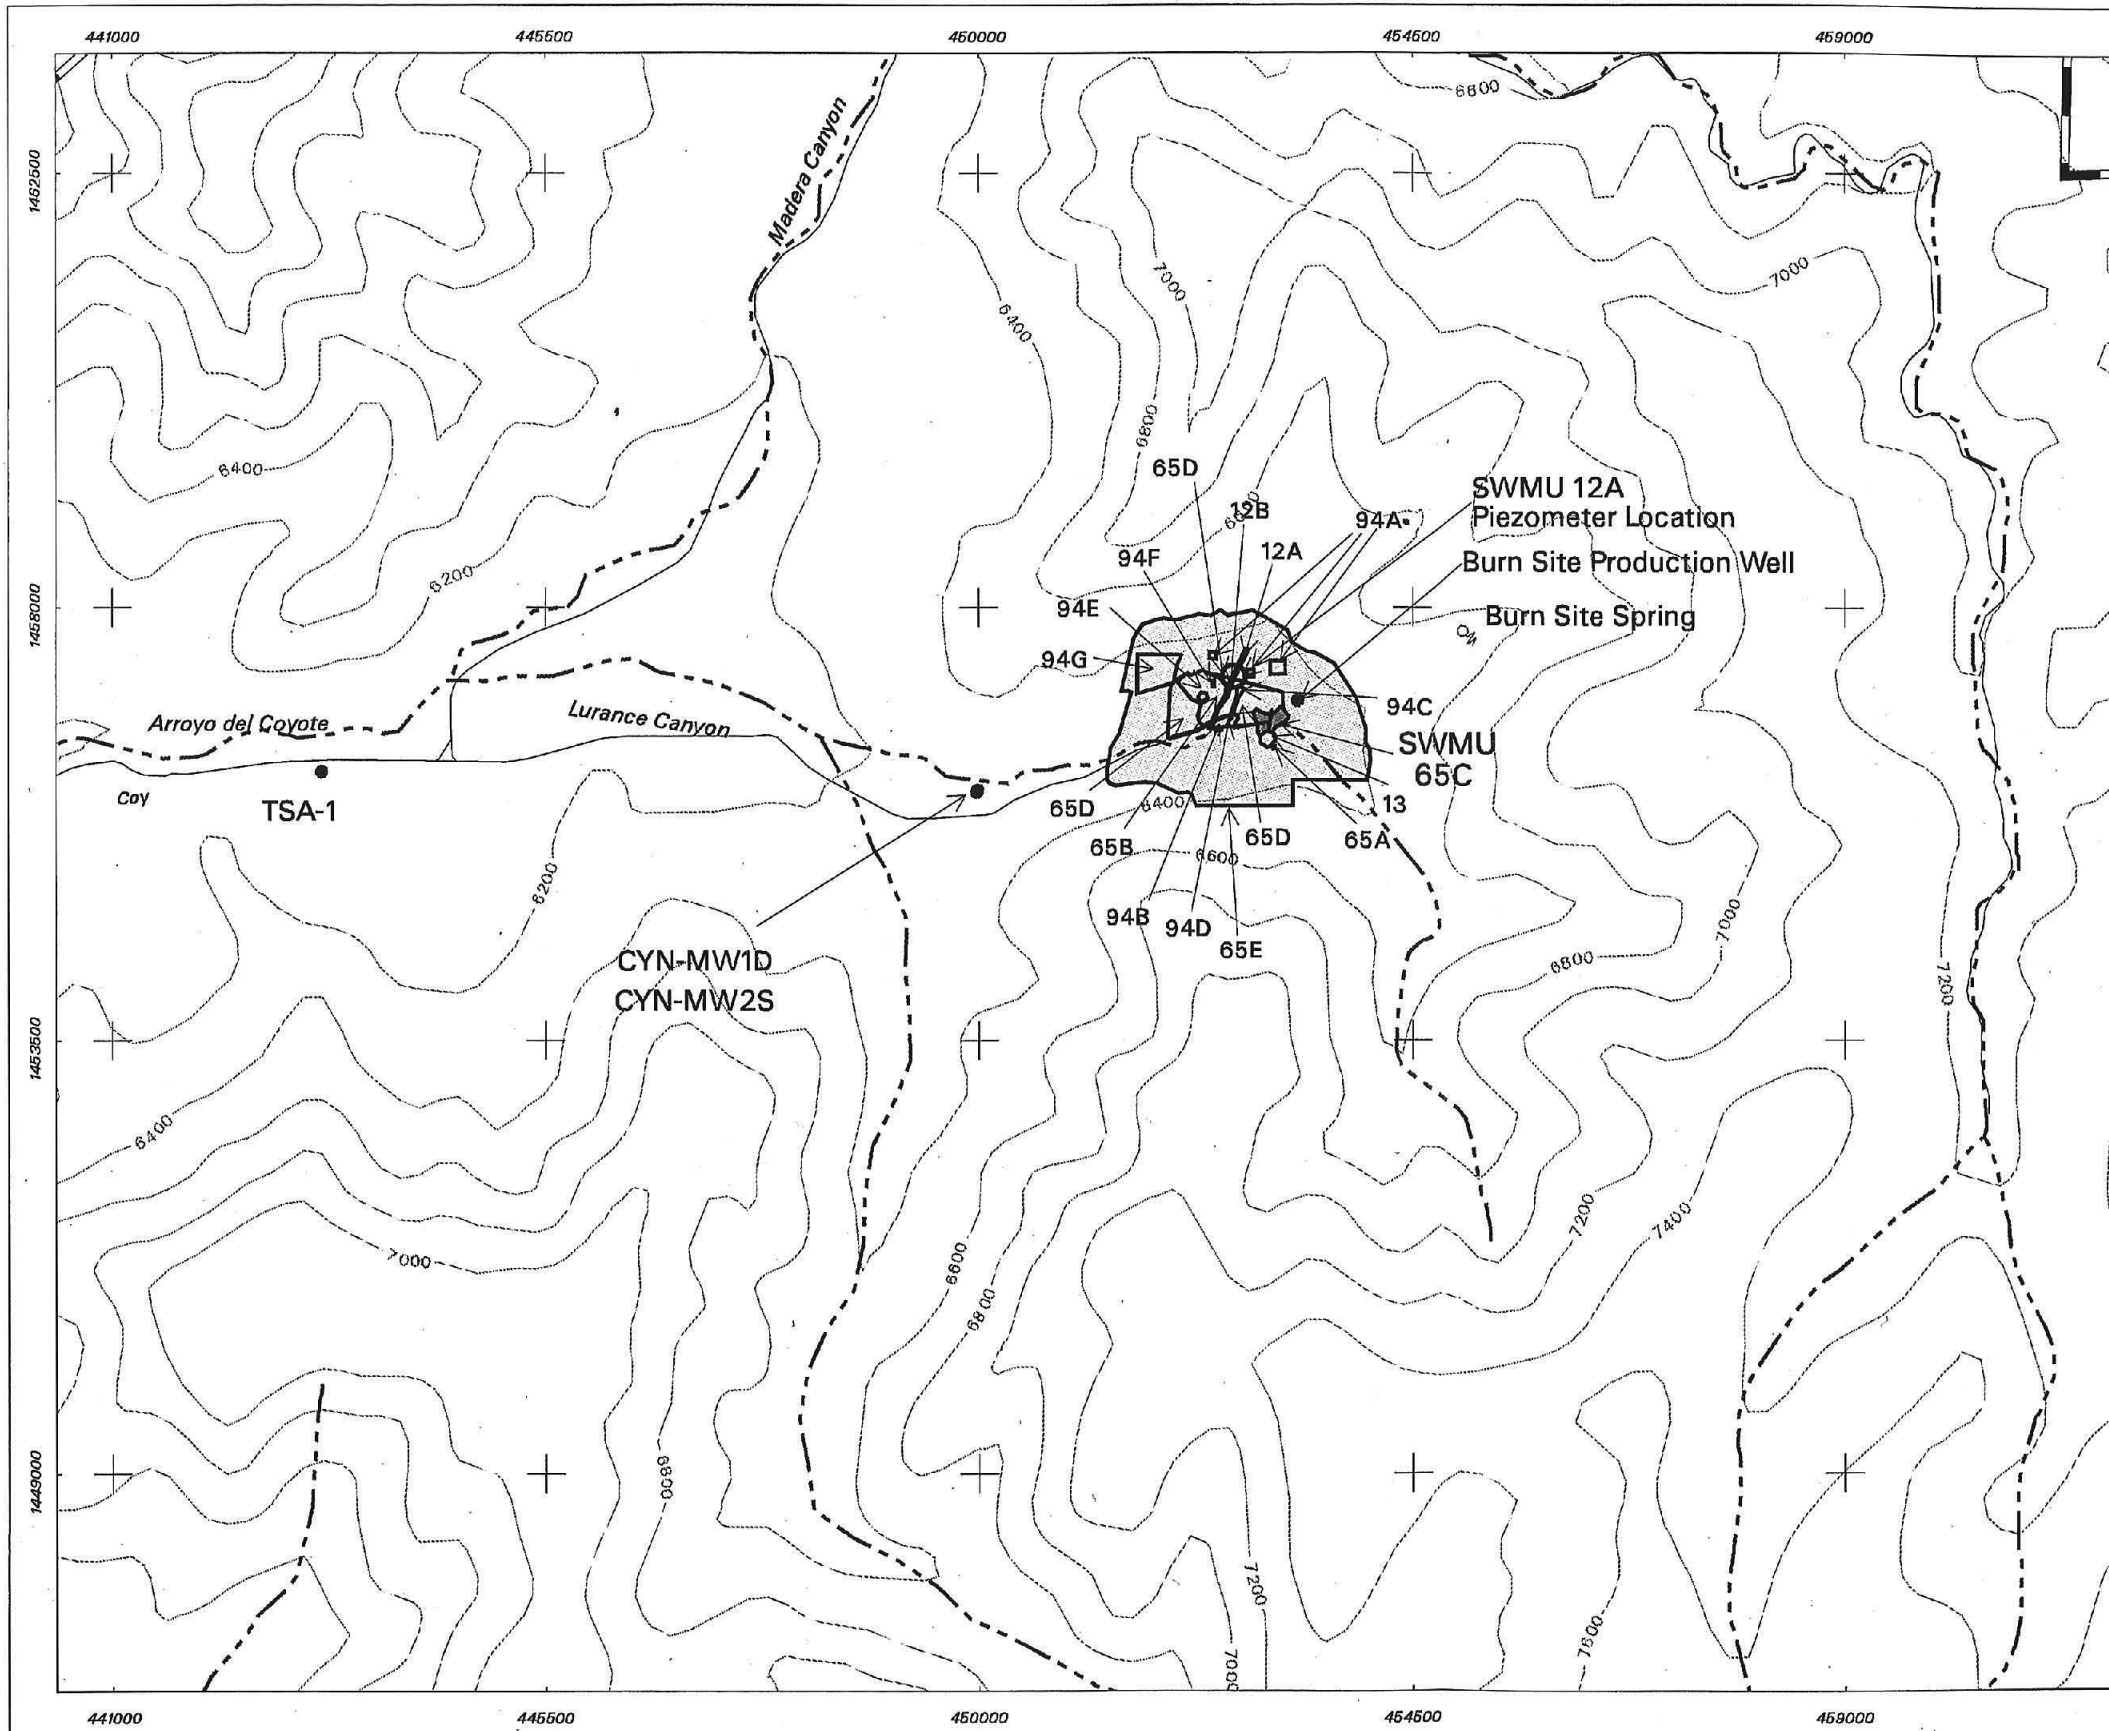 441000
445500
450000
454500
459000
6600
1462500
Madera Canyon
7000
7000
6400
6800
6400
65D
SWMU 12A
Piezometer Location
12B
94A
12A
94F
Burn Site Production Well
6200
94E
Burn Site Spring
1458000
94G
94C
Arroyo del Coyote
Lurance Canyon
SWMU
65C
Coy
TSA-1
65D
6400
13
65B
65D
65A
6600
6200
94B
94D
65E
7000
CYN-MW1D
CYN-MW2S
6800
7200
1453500
6400
7200
7400
7000
6600
6800
1449000
6800
7200
7600
7000
441000
445500
450000
454500
459000